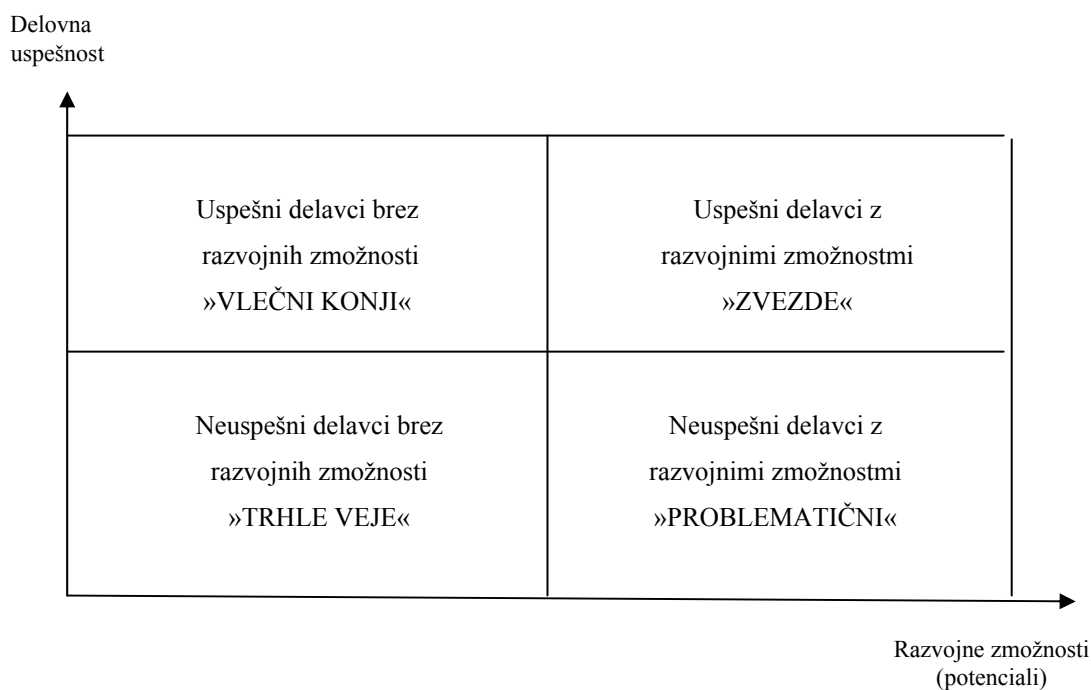 Delovna
uspešnost
Uspešni delavci brez
razvojnih zmožnosti
»VLEČNI KONJI«
Uspešni delavci z
razvojnimi zmožnostmi
»ZVEZDE«
Neuspešni delavci brez
razvojnih zmožnosti
»TRHLE VEJE«
Neuspešni delavci z
razvojnimi zmožnostmi
»PROBLEMATIČNI«
Razvojne zmožnosti
(potenciali)